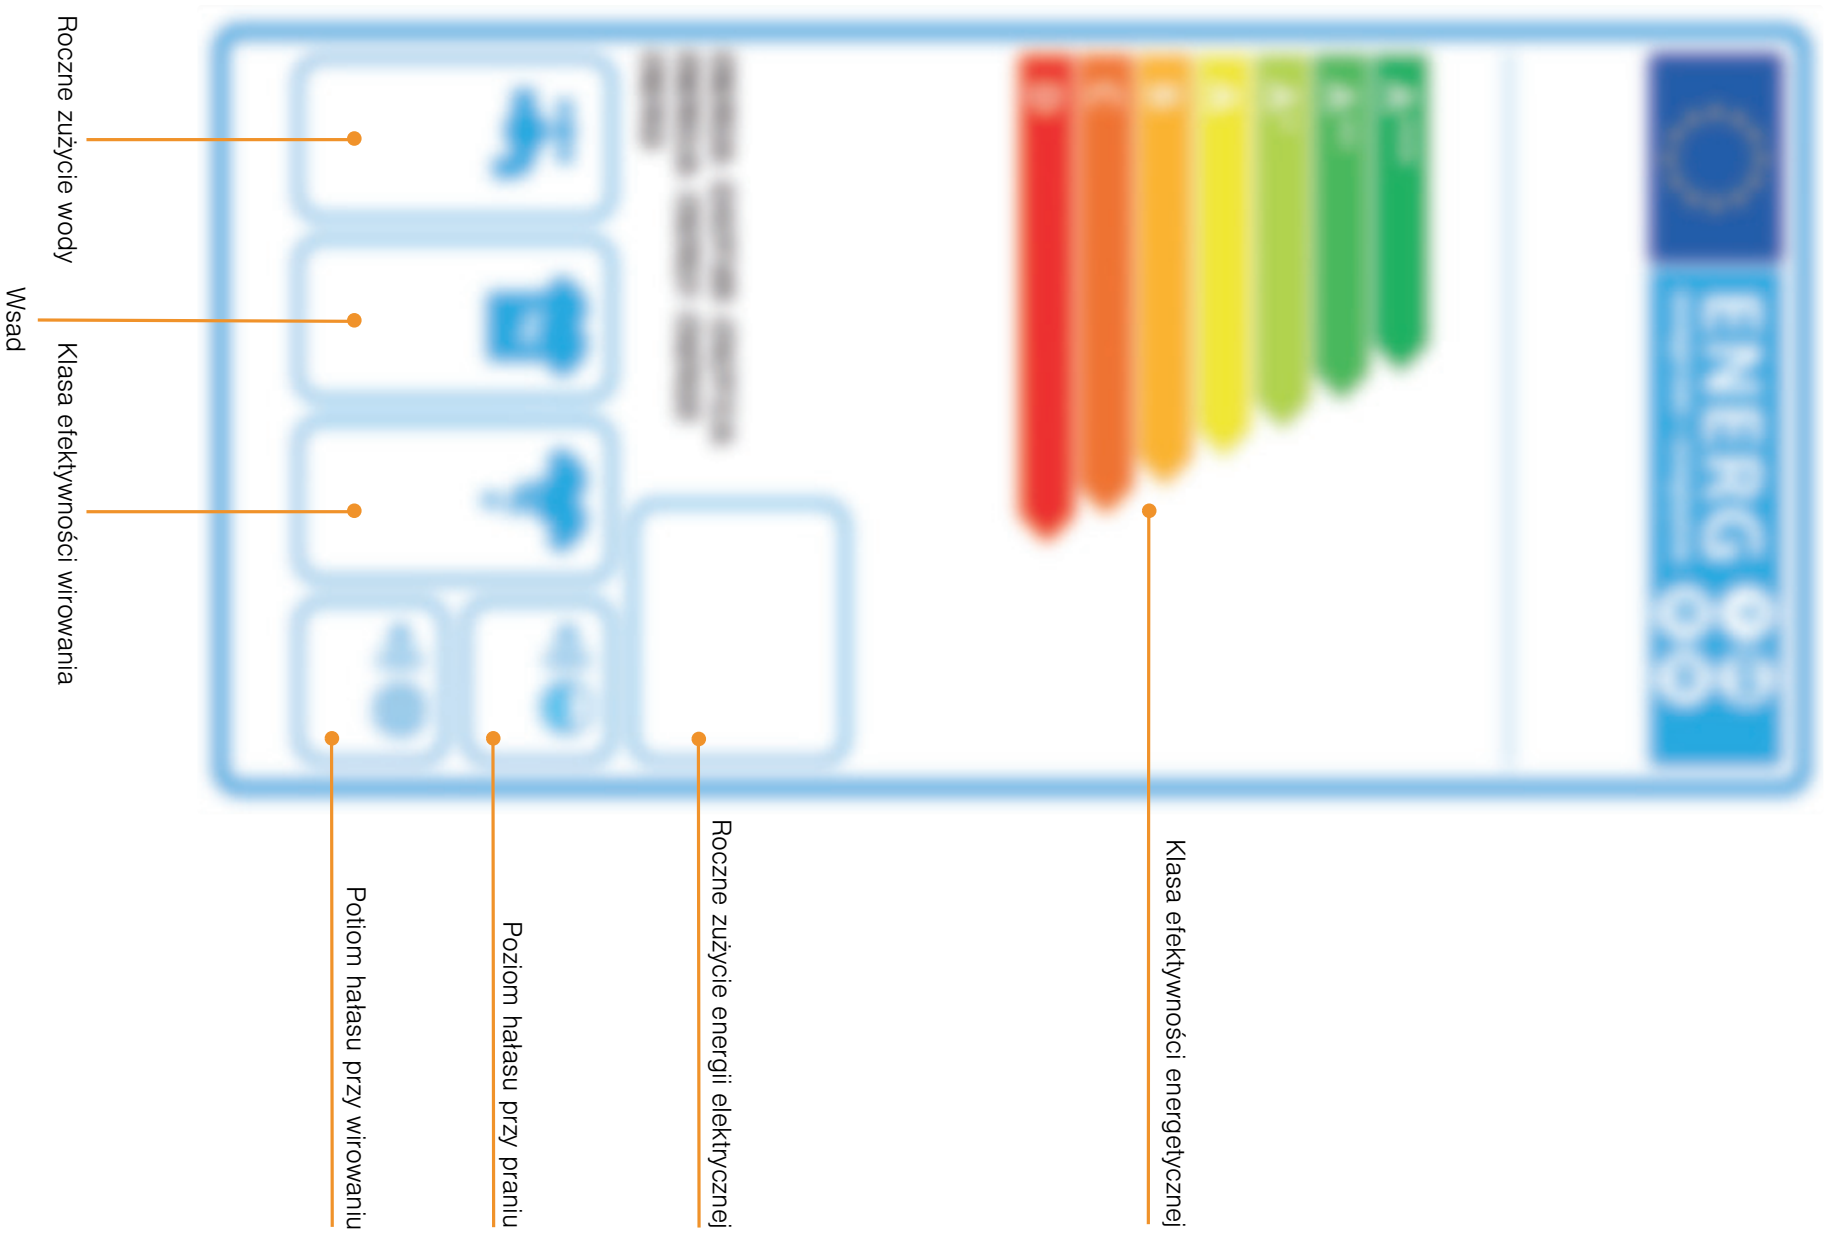 ENERG
A
A
A
A
B
C
D
Klasa efektywności energetycznej
Roczne zużycie energii elektrycznej
Poziom hałasu przy praniu
Potiom hałasu przy wirowaniu
Roczne zużycie wody
Wsad
Klasa efektywności wirowania